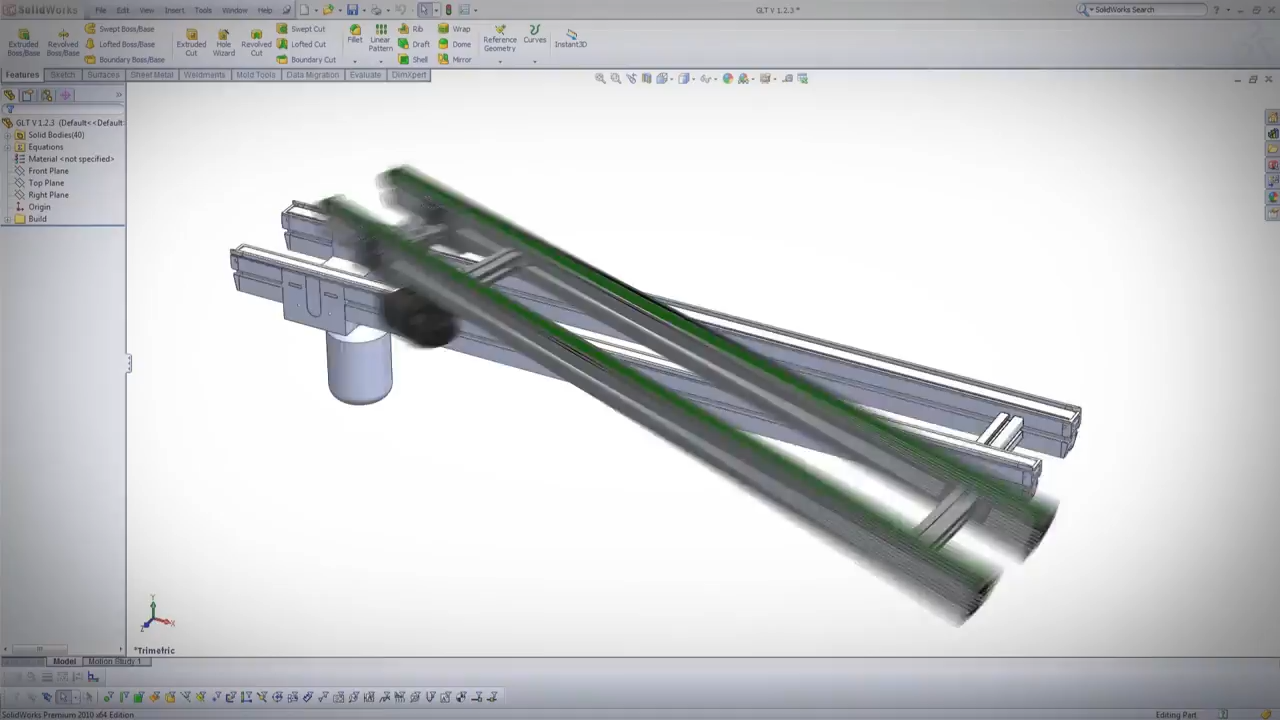 SolidWorks File Edit View Insert Tools Window Help GLT V 1.2.3 * SolidWorks Search
Extruded Boss/Base
Revolved Boss/Base
Swept Boss/Base
Lofted Boss/Base
Boundary Boss/Base
Extruded Cut
Hole Wizard
Revolved Cut
Swept Cut
Lofted Cut
Boundary Cut
Fillet
Linear Pattern
Rib
Draft
Shell
Wrap
Dome
Mirror
Reference Geometry
Curves
Instant3D
Features Sketch Surfaces Sheet Metal Weldments Mold Tools Data Migration Evaluate DimXpert
GLT V 1.2.3 (Default<<Default
Solid Bodies(40)
Equations
Material <not specified>
Front Plane
Top Plane
Right Plane
Origin
Build
Y
X
Z
*Trimetric
Model Motion Study 1
SolidWorks Premium 2010 x64 Edition Editing Part